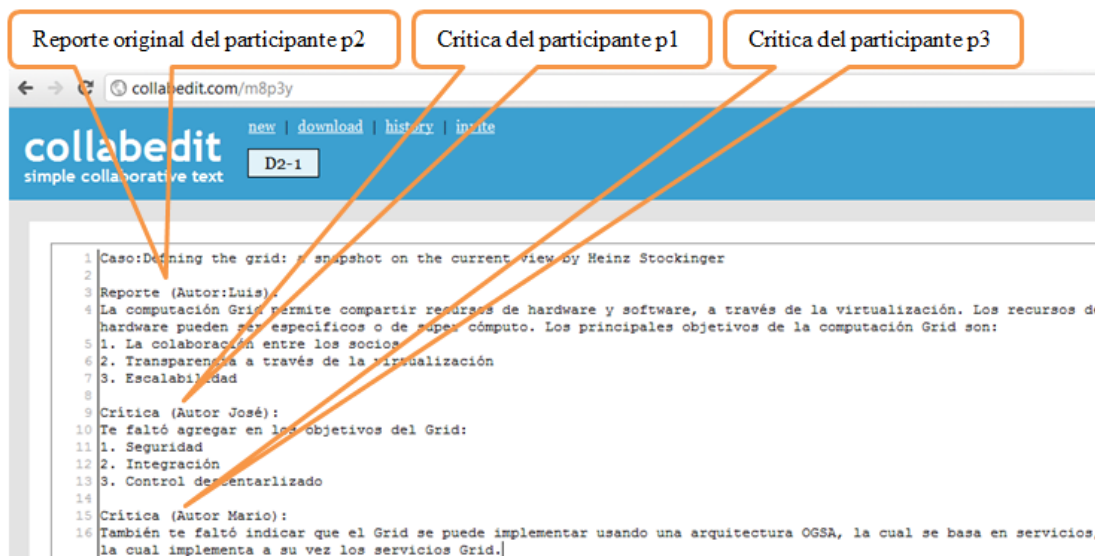 Reporte original del participante p2
Critica del participante p1
Critica del participante p3
collabedit.com/m8p3y
new | download | history | invite
collabedit
simple collaborative text
D2-1
1 Caso:Defining the grid: a snapshot on the current view by Heinz Stockinger
2
3 Reporte (Autor:Luis):
4 La computación Grid permite compartir recursos de hardware y software, a través de la virtualización. Los recursos de
hardware pueden ser específicos o de súper cómputo. Los principales objetivos de la computación Grid son:
5 1. La colaboración entre los socios
6 2. Transparencia a través de la virtualización
7 3. Escalabilidad
8
9 Crítica (Autor José):
10 Te faltó agregar en los objetivos del Grid:
11 1. Seguridad
12 2. Integración
13 3. Control descentarlizado
14
15 Crítica (Autor Mario):
16 También te faltó indicar que el Grid se puede implementar usando una arquitectura OGSA, la cual se basa en servicios,
la cual implementa a su vez los servicios Grid.